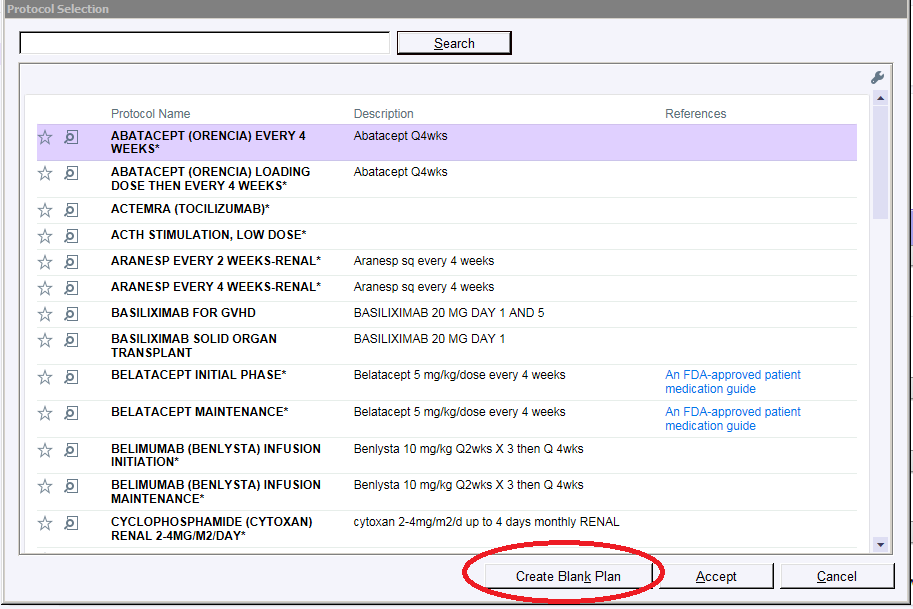 Protocol Selection
Search
Protocol Name Description References
ABATACEPT (ORENCIA) EVERY 4 Abatacept Q4wks
WEEKS*
ABATACEPT (ORENCIA) LOADING Abatacept Q4wks
DOSE THEN EVERY 4 WEEKS*
ACTEMRA (TOCILIZUMAB)*
ACTH STIMULATION, LOW DOSE*
ARANESP EVERY 2 WEEKS-RENAL* Aranesp sq every 4 weeks
ARANESP EVERY 4 WEEKS-RENAL* Aranesp sq every 4 weeks
BASILIXIMAB FOR GVHD BASILIXIMAB 20 MG DAY 1 AND 5
BASILIXIMAB SOLID ORGAN BASILIXIMAB 20 MG DAY 1
TRANSPLANT
BELATACEPT INITIAL PHASE* Belatacept 5 mg/kg/dose every 4 weeks An FDA-approved patient
medication guide
BELATACEPT MAINTENANCE* Belatacept 5 mg/kg/dose every 4 weeks An FDA-approved patient
medication guide
BELIMUMAB (BENLYSTA) INFUSION Benlysta 10 mg/kg Q2wks X 3 then Q 4wks
INITIATION*
BELIMUMAB (BENLYSTA) INFUSION Benlysta 10 mg/kg Q2wks X 3 then Q 4wks
MAINTENANCE*
CYCLOPHOSPHAMIDE (CYTOXAN) cytoxan 2-4mg/m2/d up to 4 days monthly RENAL
RENAL 2-4MG/M2/DAY*
Create Blank Plan Accept Cancel